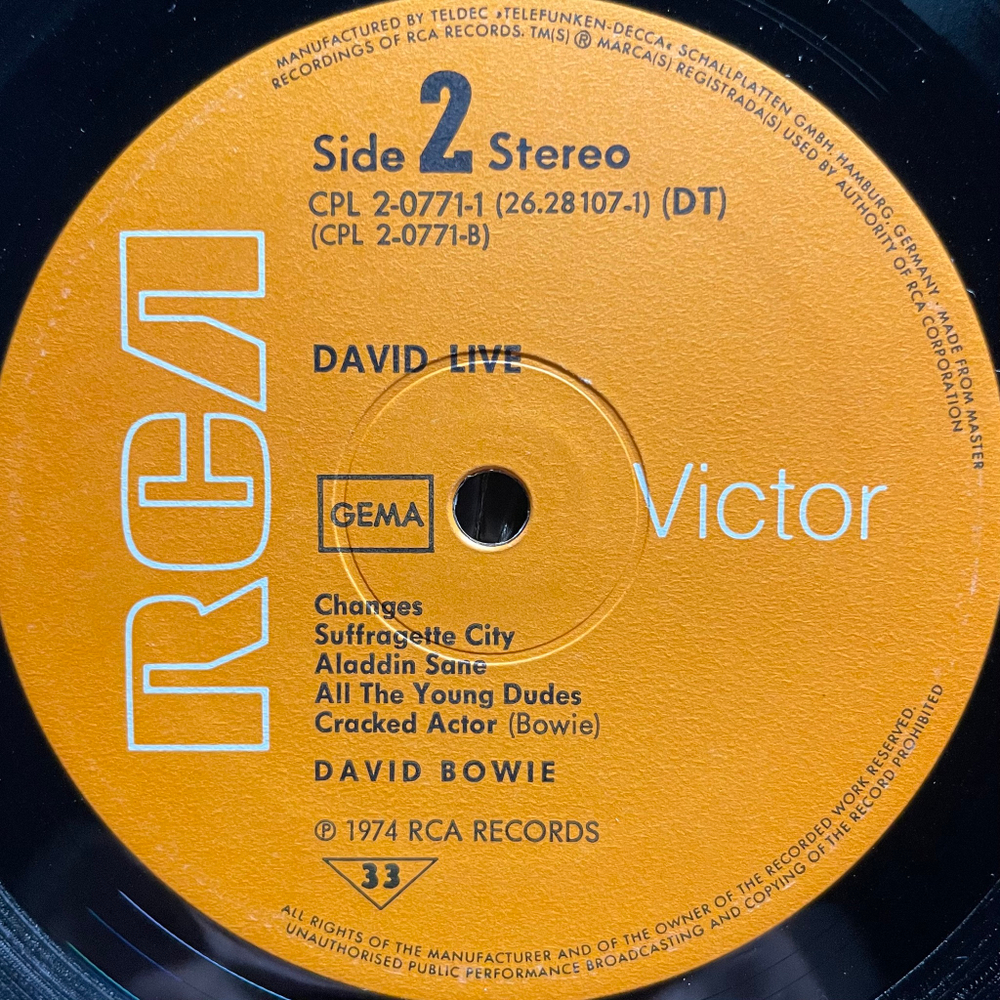 MANUFACTURED BY TELDEC »TELEFUNKEN-DECCA« SCHALLPLATTEN GMBH, HAMBURG, GERMANY · MADE FROM MASTER
RECORDINGS OF RCA RECORDS. TM(S) ® MARCA(S) REGISTRADA(S) USED BY AUTHORITY OF RCA CORPORATION
Side 2 Stereo
CPL 2-0771-1 (26.28107-1) (DT)
(CPL 2-0771-B)
RCA
DAVID LIVE
GEMA
Victor
Changes
Suffragette City
Aladdin Sane
All The Young Dudes
Cracked Actor (Bowie)
DAVID BOWIE
℗ 1974 RCA RECORDS
33
ALL RIGHTS OF THE MANUFACTURER AND OF THE OWNER OF THE RECORDED WORK RESERVED.
UNAUTHORISED PUBLIC PERFORMANCE BROADCASTING AND COPYING OF THE RECORD PROHIBITED